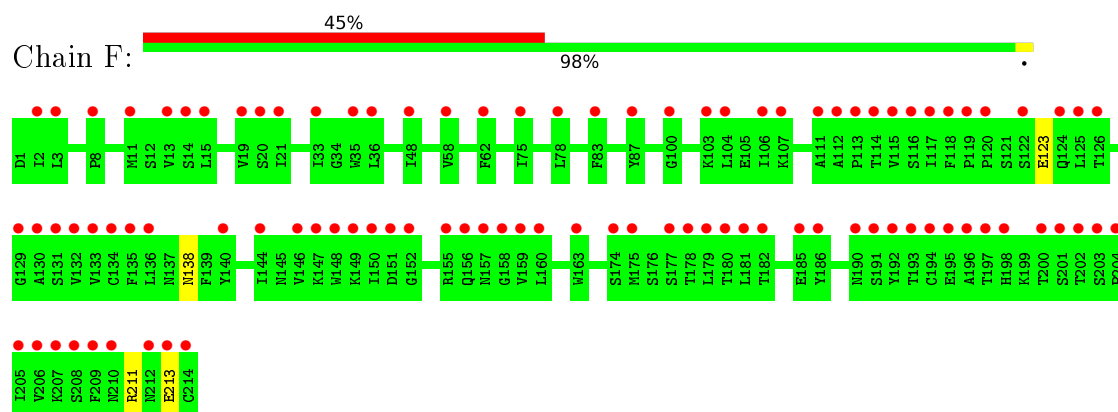 45%
Chain F:
98%
D1 I2 I3 P8 M11 S12 V13 S14 L15 V19 S20 I21 I33 G34 W35 L36 I48 V58 F62 I75 L78 F83 Y87 G100 K103 L104 E105 I106 K107 A111 A112 P113 T114 V115 S116 I117 F118 P119 P120 S121 S122 E123 Q124 L125 T126
G129 A130 S131 V132 V133 C134 F135 L136 N137 N138 F139 Y140 I144 N145 V146 K147 W148 K149 I150 D151 G152 R155 Q156 N157 G158 V159 L160 W163 S174 M175 S176 S177 T178 L179 T180 L181 T182 E185 Y186 N190 S191 Y192 T193 C194 E195 A196 T197 H198 K199 T200 S201 T202 S203
I205 V206 K207 S208 F209 N210 R211 N212 E213 C214